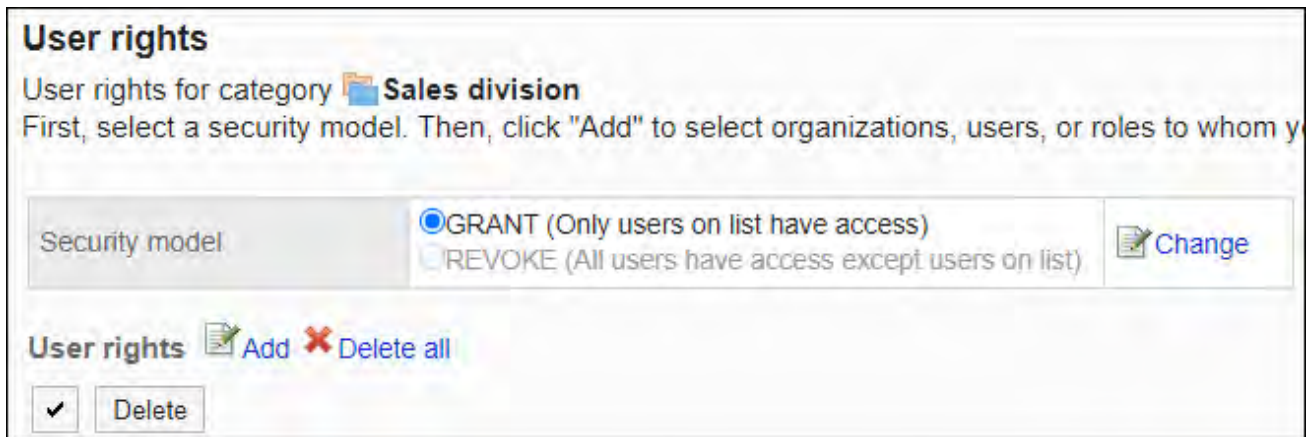 User rights
User rights for category Sales division
First, select a security model. Then, click "Add" to select organizations, users, or roles to whom
Security model
GRANT (Only users on list have access)
REVOKE (All users have access except users on list)
Change
User rights Add Delete all
Delete